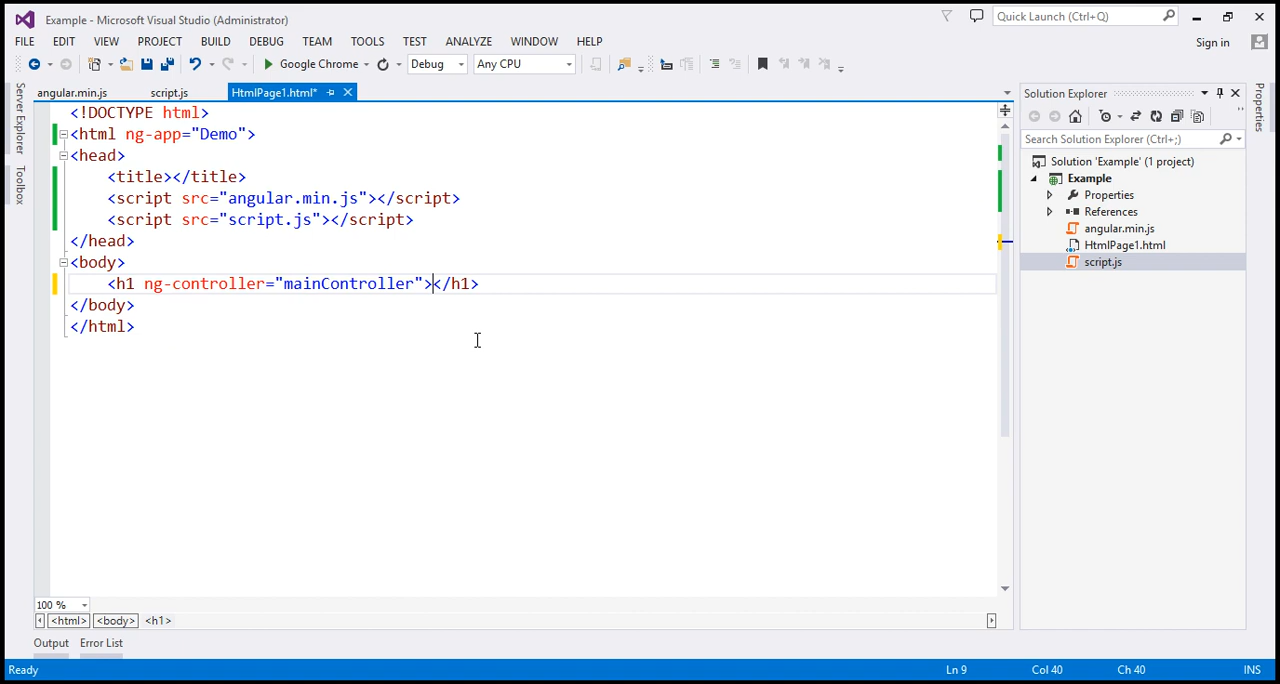 Example - Microsoft Visual Studio (Administrator)
Quick Launch (Ctrl+Q)
FILE EDIT VIEW PROJECT BUILD DEBUG TEAM TOOLS TEST ANALYZE WINDOW HELP
Sign in
Google Chrome Debug Any CPU
Server Explorer
Toolbox
angular.min.js script.js HtmlPage1.html*
<!DOCTYPE html>
<html ng-app="Demo">
<head>
<title></title>
<script src="angular.min.js"></script>
<script src="script.js"></script>
</head>
<body>
<h1 ng-controller="mainController"></h1>
</body>
</html>
100 %
<html> <body> <h1>
Output Error List
Solution Explorer
Search Solution Explorer (Ctrl+;)
Solution 'Example' (1 project)
Example
Properties
References
angular.min.js
HtmlPage1.html
script.js
Properties
Ready Ln 9 Col 40 Ch 40 INS